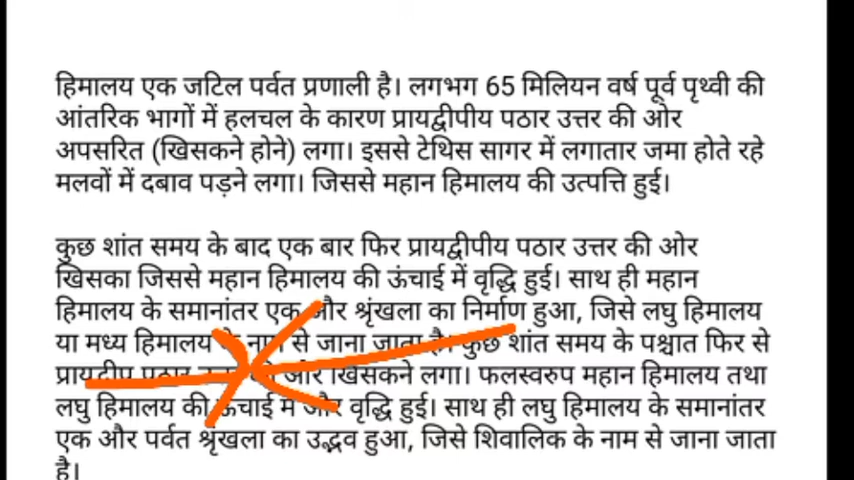 हिमालय एक जटिल पर्वत प्रणाली है। लगभग 65 मिलियन वर्ष पूर्व पृथ्वी की
आंतरिक भागों में हलचल के कारण प्रायद्वीपीय पठार उत्तर की ओर
अपसरित (खिसकने होने) लगा। इससे टेथिस सागर में लगातार जमा होते रहे
मलवों में दबाव पड़ने लगा। जिससे महान हिमालय की उत्पत्ति हुई।
कुछ शांत समय के बाद एक बार फिर प्रायद्वीपीय पठार उत्तर की ओर
खिसका जिससे महान हिमालय की ऊंचाई में वृद्धि हुई। साथ ही महान
हिमालय के समानांतर एक और श्रृंखला का निर्माण हुआ, जिसे लघु हिमालय
या मध्य हिमालय के नाम से जाना जाता है। कुछ शांत समय के पश्चात फिर से
प्रायद्वीप पठार की ओर खिसकने लगा। फलस्वरुप महान हिमालय तथा
लघु हिमालय की ऊंचाई में और वृद्धि हुई। साथ ही लघु हिमालय के समानांतर
एक और पर्वत श्रृंखला का उद्भव हुआ, जिसे शिवालिक के नाम से जाना जाता
है।